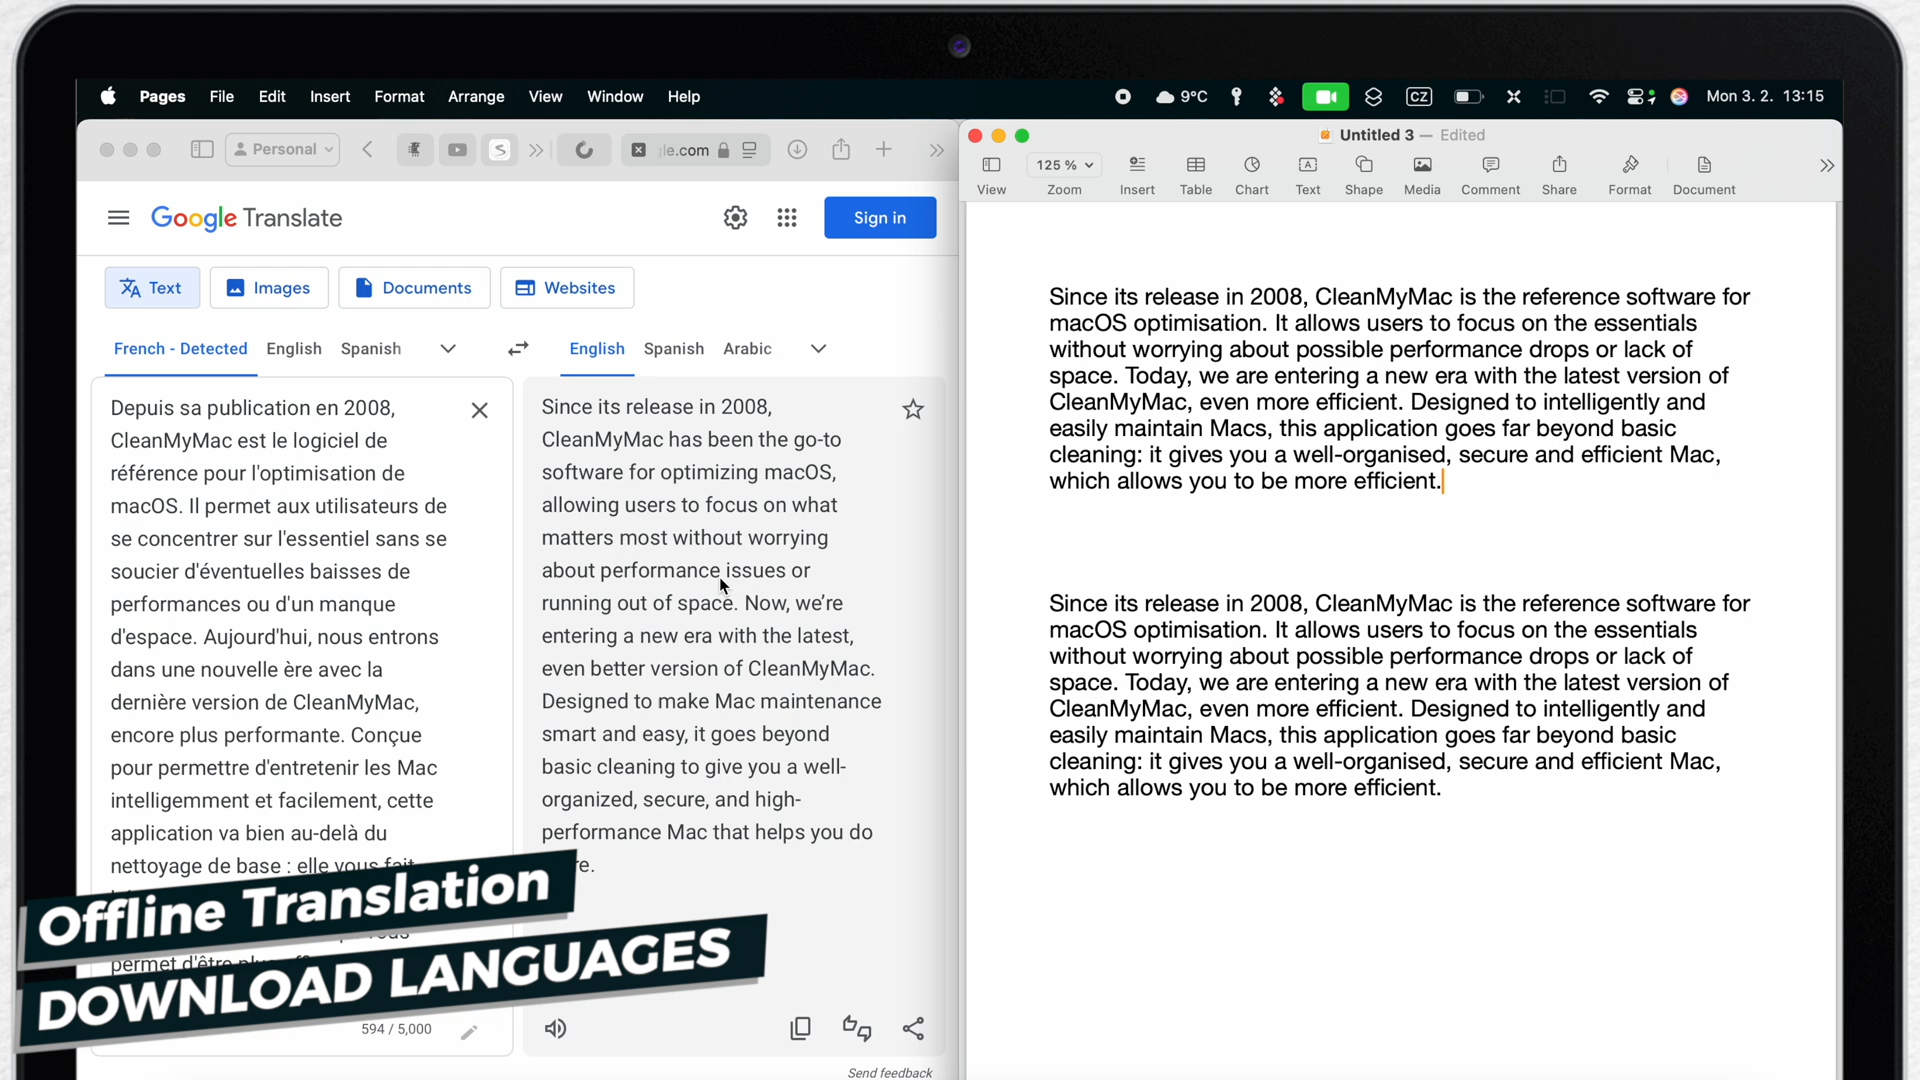 Pages File Edit Insert Format Arrange View Window Help
9°C
CZ
Mon 3. 2. 13:15
Personal
le.com
Google Translate
Sign in
Text Images Documents Websites
French - Detected English Spanish
English Spanish Arabic
Depuis sa publication en 2008,
CleanMyMac est le logiciel de
référence pour l'optimisation de
macOS. Il permet aux utilisateurs de
se concentrer sur l'essentiel sans se
soucier d'éventuelles baisses de
performances ou d'un manque
d'espace. Aujourd'hui, nous entrons
dans une nouvelle ère avec la
dernière version de CleanMyMac,
encore plus performante. Conçue
pour permettre d'entretenir les Mac
intelligemment et facilement, cette
application va bien au-delà du
nettoyage de base : elle vous fait
permet d'être plus
594 / 5,000
Since its release in 2008,
CleanMyMac has been the go-to
software for optimizing macOS,
allowing users to focus on what
matters most without worrying
about performance issues or
running out of space. Now, we're
entering a new era with the latest,
even better version of CleanMyMac.
Designed to make Mac maintenance
smart and easy, it goes beyond
basic cleaning to give you a well-
organized, secure, and high-
performance Mac that helps you do
Send feedback
Untitled 3 — Edited
125 %
View Zoom Insert Table Chart Text Shape Media Comment Share Format Document
Since its release in 2008, CleanMyMac is the reference software for
macOS optimisation. It allows users to focus on the essentials
without worrying about possible performance drops or lack of
space. Today, we are entering a new era with the latest version of
CleanMyMac, even more efficient. Designed to intelligently and
easily maintain Macs, this application goes far beyond basic
cleaning: it gives you a well-organised, secure and efficient Mac,
which allows you to be more efficient.
Since its release in 2008, CleanMyMac is the reference software for
macOS optimisation. It allows users to focus on the essentials
without worrying about possible performance drops or lack of
space. Today, we are entering a new era with the latest version of
CleanMyMac, even more efficient. Designed to intelligently and
easily maintain Macs, this application goes far beyond basic
cleaning: it gives you a well-organised, secure and efficient Mac,
which allows you to be more efficient.
Offline Translation
DOWNLOAD LANGUAGES